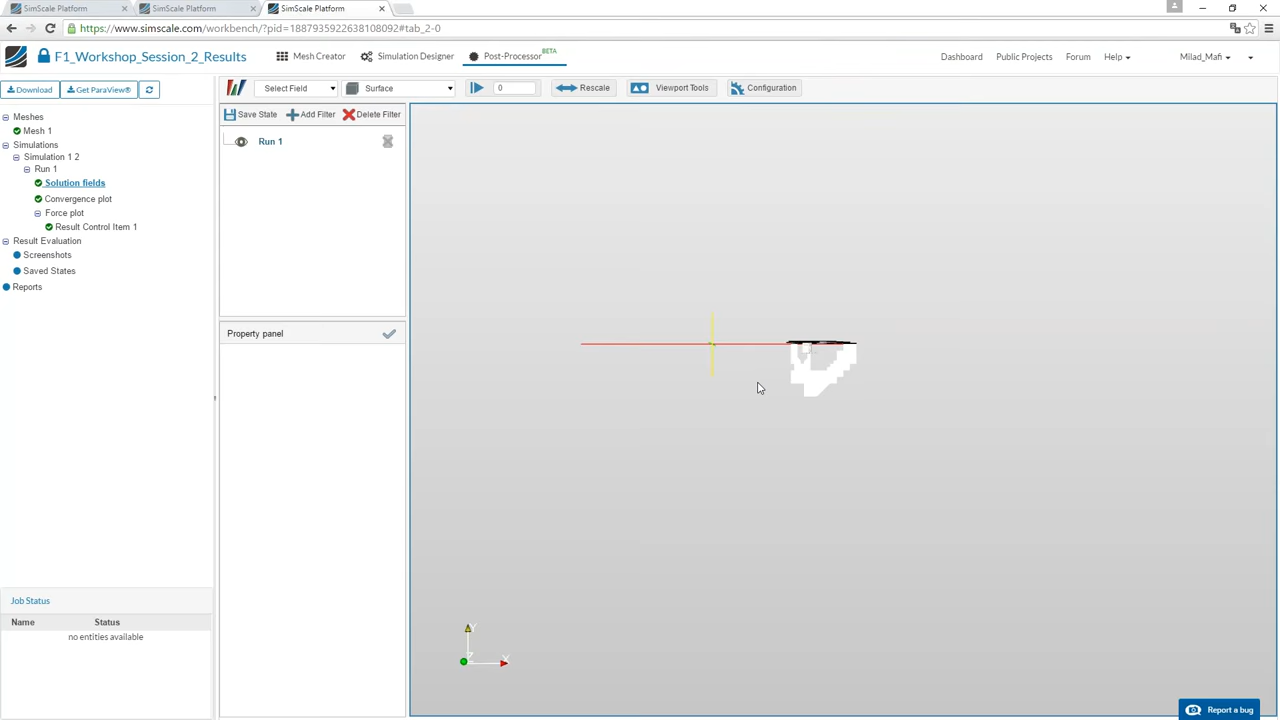 SimScale Platform
SimScale Platform
SimScale Platform
https://www.simscale.com/workbench/?pid=1887935922638108092#tab_2-0
F1_Workshop_Session_2_Results
Mesh Creator
Simulation Designer
Post-Processor BETA
Dashboard
Public Projects
Forum
Help
Milad_Mafi
Download
Get ParaView®
Select Field
Surface
0
Rescale
Viewport Tools
Configuration
Save State
Add Filter
Delete Filter
Meshes
Mesh 1
Simulations
Simulation 1 2
Run 1
Solution fields
Convergence plot
Force plot
Result Control Item 1
Result Evaluation
Screenshots
Saved States
Reports
Run 1
Property panel
Job Status
Name Status
no entities available
Y
Z
X
Report a bug